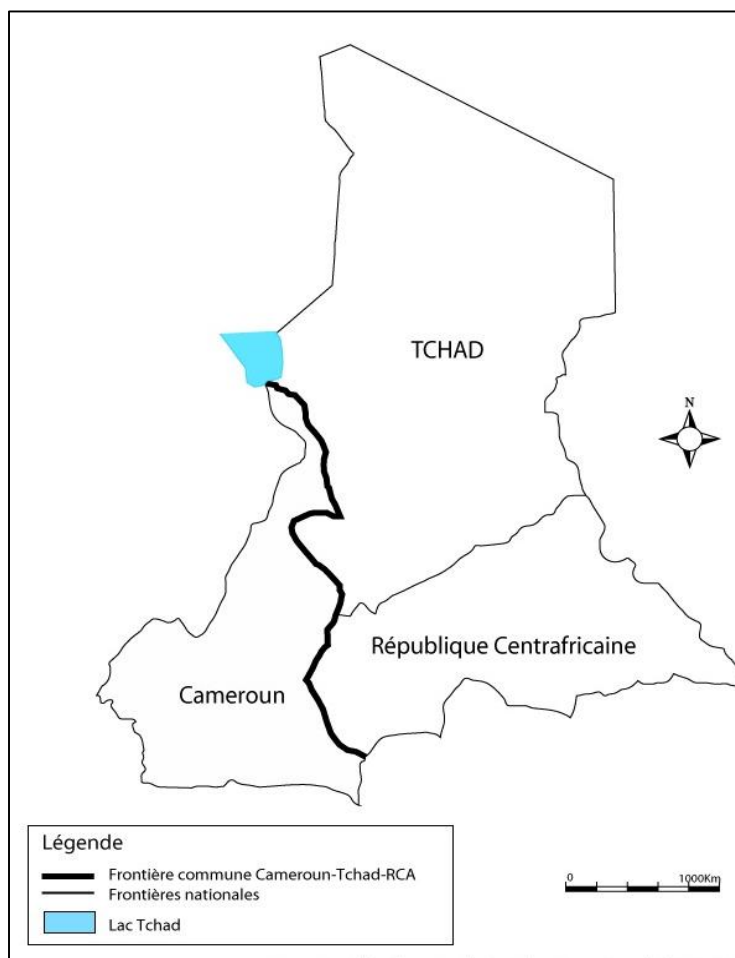 TCHAD
N
République Centrafricaine
Cameroun
Légende
Frontière commune Cameroun-Tchad-RCA
Frontières nationales
Lac Tchad
0 1000Km